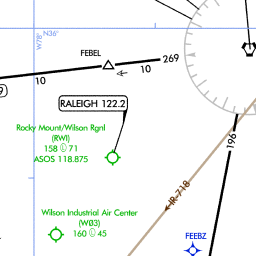 W78°
N36°
FEBEL
269
10
10
9
RALEIGH 122.2
Rocky Mount/Wilson Rgnl
(RWI)
158 71
ASOS 118.875
196
IR-718
Wilson Industrial Air Center
(WØ3)
160 45
FEEBZ